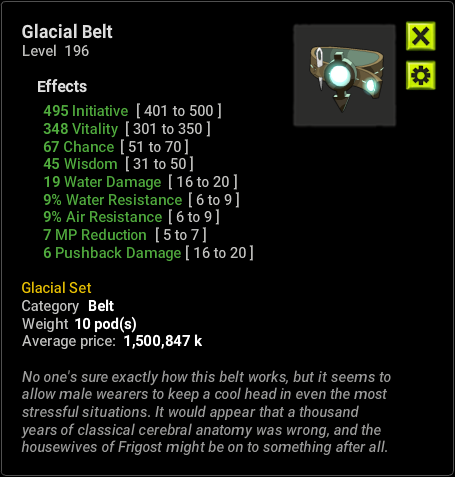 Glacial Belt
Level 196
Effects
495 Initiative [ 401 to 500 ]
348 Vitality [ 301 to 350 ]
67 Chance [ 51 to 70 ]
45 Wisdom [ 31 to 50 ]
19 Water Damage [ 16 to 20 ]
9% Water Resistance [ 6 to 9 ]
9% Air Resistance [ 6 to 9 ]
7 MP Reduction [ 5 to 7 ]
6 Pushback Damage [ 16 to 20 ]
Glacial Set
Category Belt
Weight 10 pod(s)
Average price: 1,500,847 k
No one's sure exactly how this belt works, but it seems to
allow male wearers to keep a cool head in even the most
stressful situations. It would appear that a thousand
years of classical cerebral anatomy was wrong, and the
housewives of Frigost might be on to something after all.